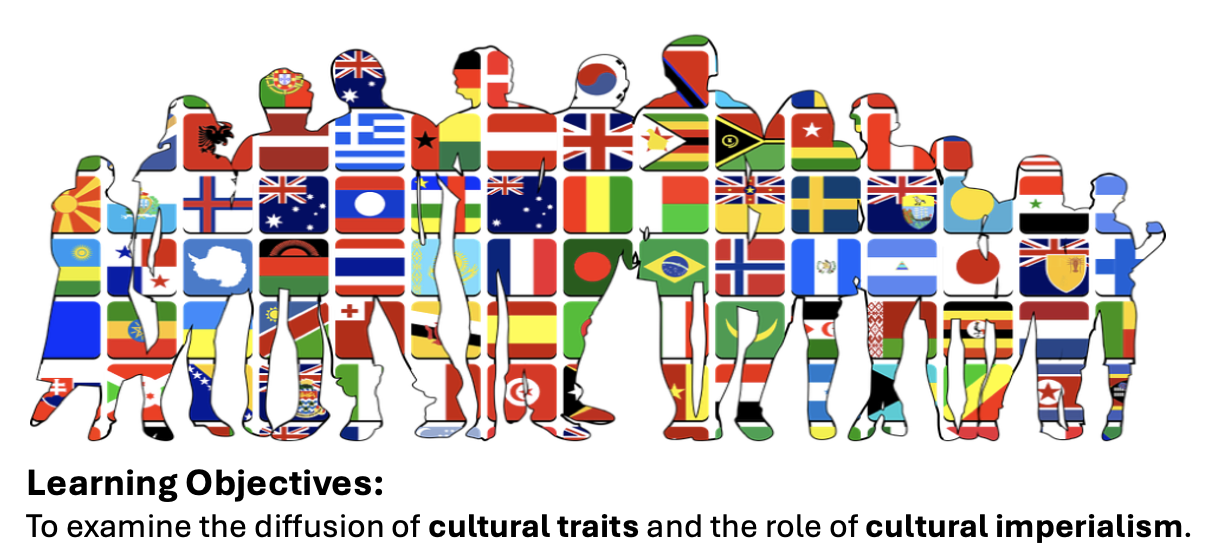 Learning Objectives:
To examine the diffusion of cultural traits and the role of cultural imperialism.